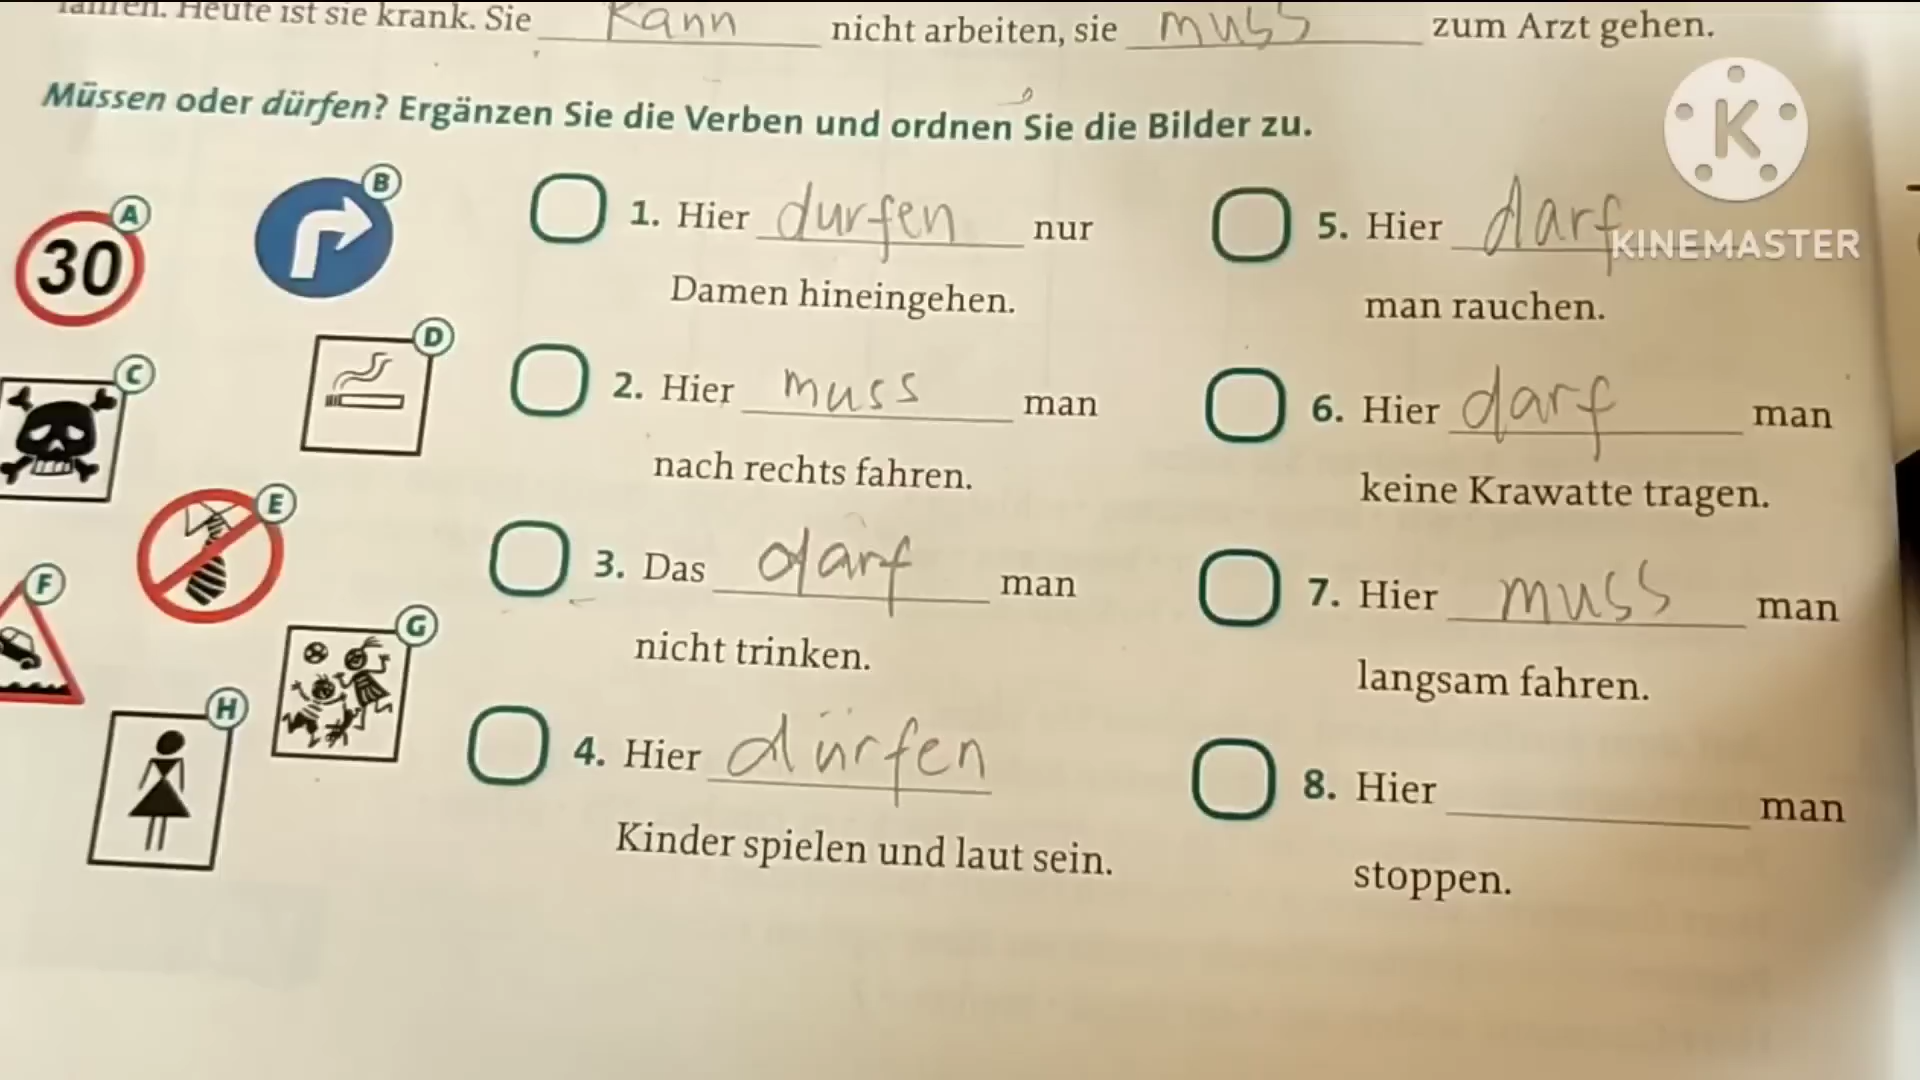 fahren. Heute ist sie krank. Sie kann nicht arbeiten, sie muss zum Arzt gehen.
Müssen oder dürfen? Ergänzen Sie die Verben und ordnen Sie die Bilder zu.
A
30
B
C
D
E
F
G
H
1. Hier durfen nur
Damen hineingehen.
2. Hier muss man
nach rechts fahren.
3. Das darf man
nicht trinken.
4. Hier dürfen
Kinder spielen und laut sein.
5. Hier darf
man rauchen.
6. Hier darf man
keine Krawatte tragen.
7. Hier muss man
langsam fahren.
8. Hier man
stoppen.
K
KINEMASTER